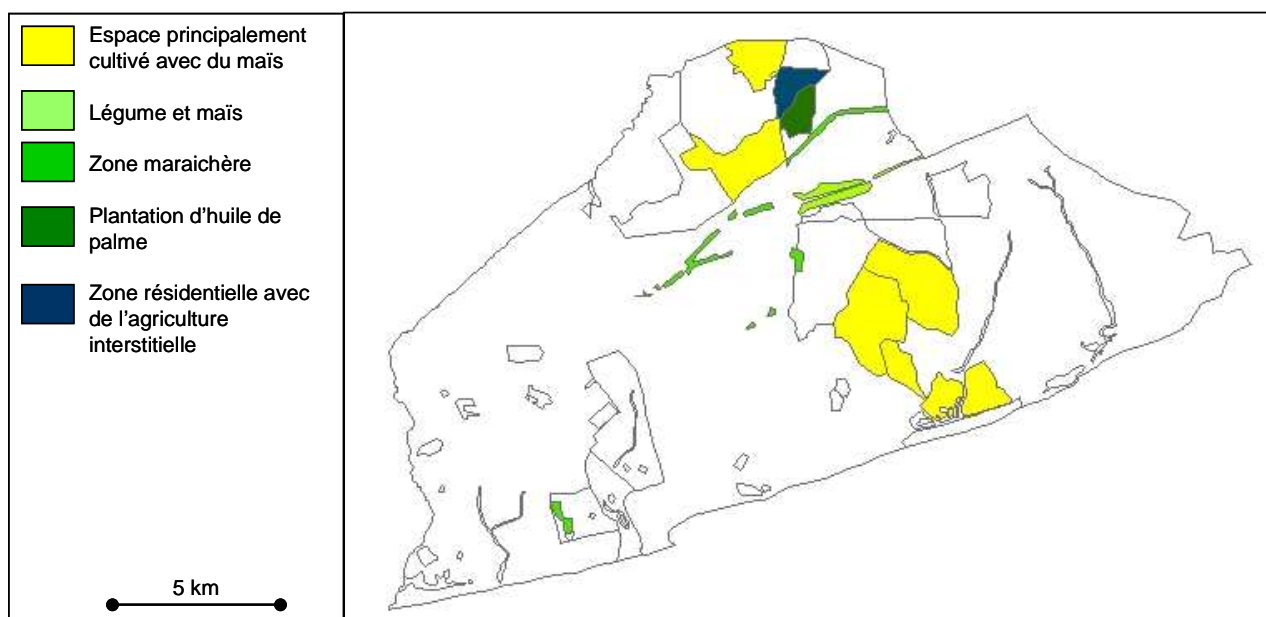 Espace principalement
cultivé avec du maïs
Légume et maïs
Zone maraichère
Plantation d'huile de
palme
Zone résidentielle avec
de l'agriculture
interstitielle
5 km